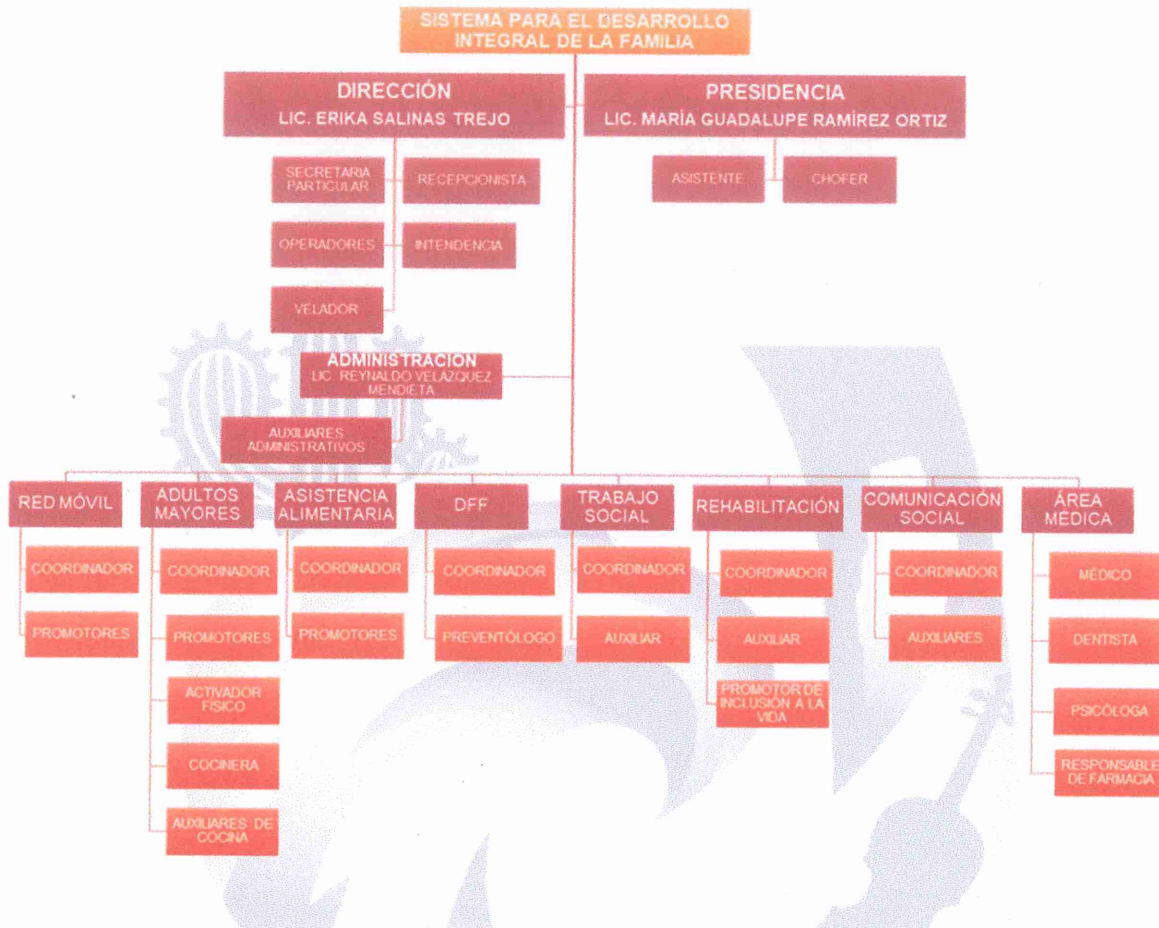 SISTEMA PARA EL DESARROLLO
INTEGRAL DE LA FAMILIA
DIRECCIÓN
LIC. ERIKA SALINAS TREJO
PRESIDENCIA
LIC. MARÍA GUADALUPE RAMÍREZ ORTIZ
SECRETARIA
PARTICULAR
RECEPCIONISTA
ASISTENTE
CHOFER
OPERADORES
INTENDENCIA
VELADOR
ADMINISTRACIÓN
LIC. REYNALDO VELÁZQUEZ
MENDIETA
AUXILIARES
ADMINISTRATIVOS
RED MÓVIL
COORDINADOR
PROMOTORES
ADULTOS
MAYORES
COORDINADOR
PROMOTORES
ACTIVADOR
FÍSICO
COCINERA
AUXILIARES DE
COCINA
ASISTENCIA
ALIMENTARIA
COORDINADOR
PROMOTORES
DFF
COORDINADOR
PREVENTÓLOGO
TRABAJO
SOCIAL
COORDINADOR
AUXILIAR
REHABILITACIÓN
COORDINADOR
AUXILIAR
PROMOTOR DE
INCLUSIÓN A LA
VIDA
COMUNICACIÓN
SOCIAL
COORDINADOR
AUXILIARES
ÁREA
MÉDICA
MÉDICO
DENTISTA
PSICÓLOGA
RESPONSABLE
DE FARMACIA